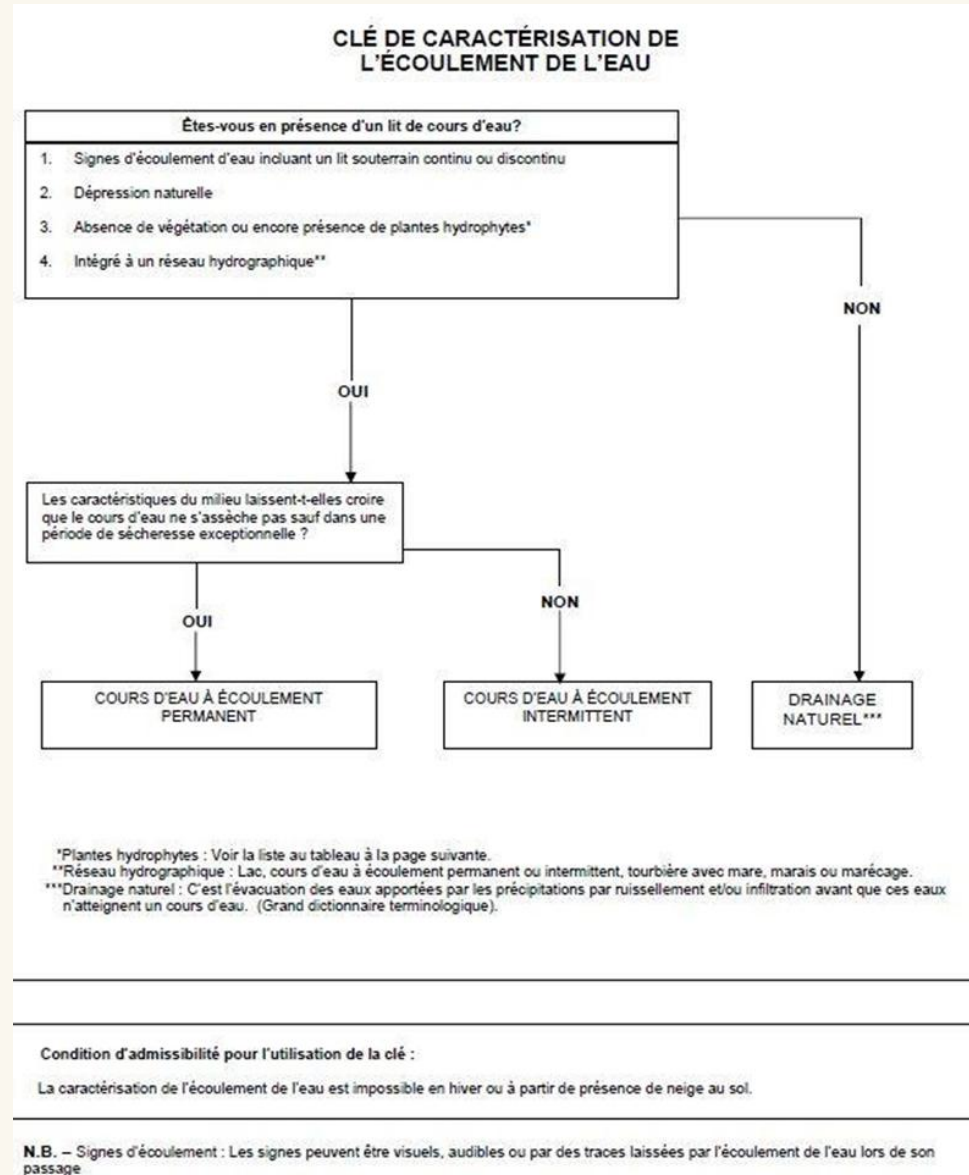 CLÉ DE CARACTÉRISATION DE
L'ÉCOULEMENT DE L'EAU
Êtes-vous en présence d'un lit de cours d'eau?
1. Signes d'écoulement d'eau incluant un lit souterrain continu ou discontinu
2. Dépression naturelle
3. Absence de végétation ou encore présence de plantes hydrophytes*
4. Intégré à un réseau hydrographique**
NON
OUI
Les caractéristiques du milieu laissent-t-elles croire
que le cours d'eau ne s'assèche pas sauf dans une
période de sécheresse exceptionnelle ?
OUI
NON
COURS D'EAU À ÉCOULEMENT
PERMANENT
COURS D'EAU À ÉCOULEMENT
INTERMITTENT
DRAINAGE
NATUREL***
*Plantes hydrophytes : Voir la liste au tableau à la page suivante.
**Réseau hydrographique : Lac, cours d'eau à écoulement permanent ou intermittent, tourbière avec mare, marais ou marécage.
***Drainage naturel : C'est l'évacuation des eaux apportées par les précipitations par ruissellement et/ou infiltration avant que ces eaux
n'atteignent un cours d'eau. (Grand dictionnaire terminologique).
Condition d'admissibilité pour l'utilisation de la clé :
La caractérisation de l'écoulement de l'eau est impossible en hiver ou à partir de présence de neige au sol.
N.B. – Signes d'écoulement : Les signes peuvent être visuels, audibles ou par des traces laissées par l'écoulement de l'eau lors de son
passage